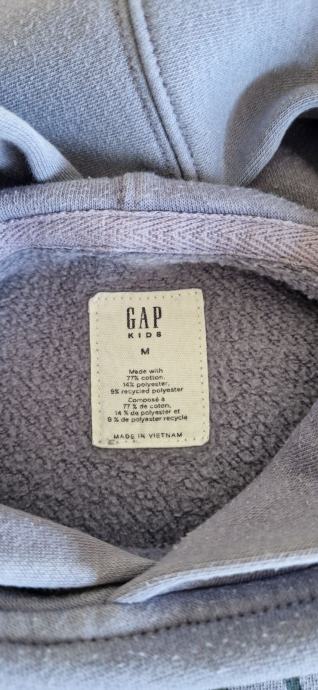 GAP
KIDS
M
Made with
77% cotton,
14% polyester,
9% recycled polyester
Composé à
77 % de coton,
14 % de polyester et
9 % de polyester recyclé
MADE IN VIETNAM